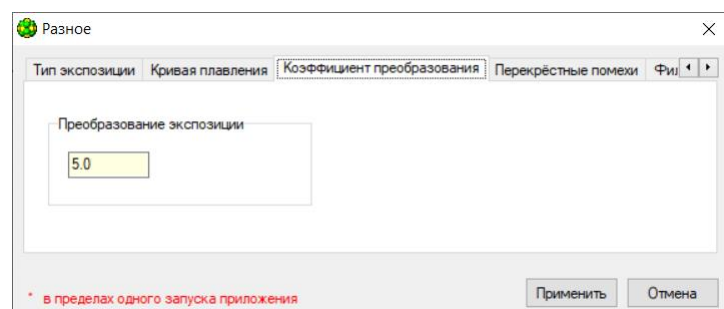 Разное
Тип экспозиции Кривая плавления Коэффициент преобразования Перекрёстные помехи Фи
Преобразование экспозиции
5.0
* в пределах одного запуска приложения
Применить Отмена